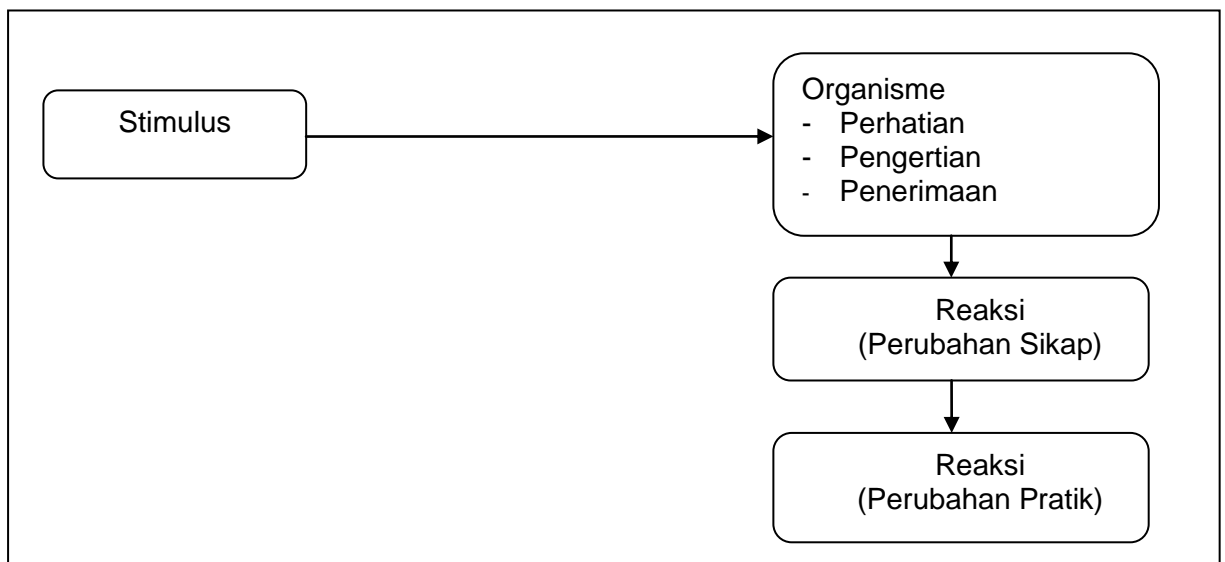 Stimulus
Organisme
- Perhatian
- Pengertian
- Penerimaan
Reaksi
(Perubahan Sikap)
Reaksi
(Perubahan Pratik)